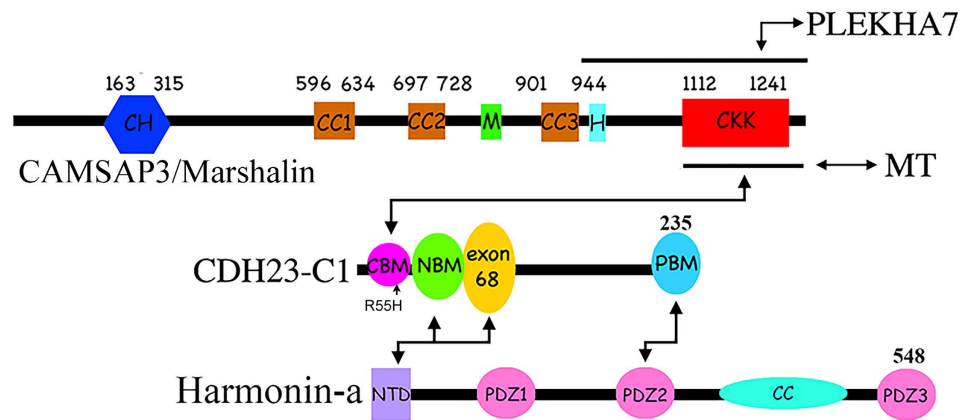 PLEKHA7
163 315 596 634 697 728 901 944 1112 1241
CH CC1 CC2 M CC3 H CKK
CAMSAP3/Marshalin
MT
235
CDH23-C1 CBM NBM exon 68 PBM
R55H
548
Harmonin-a NTD PDZ1 PDZ2 CC PDZ3